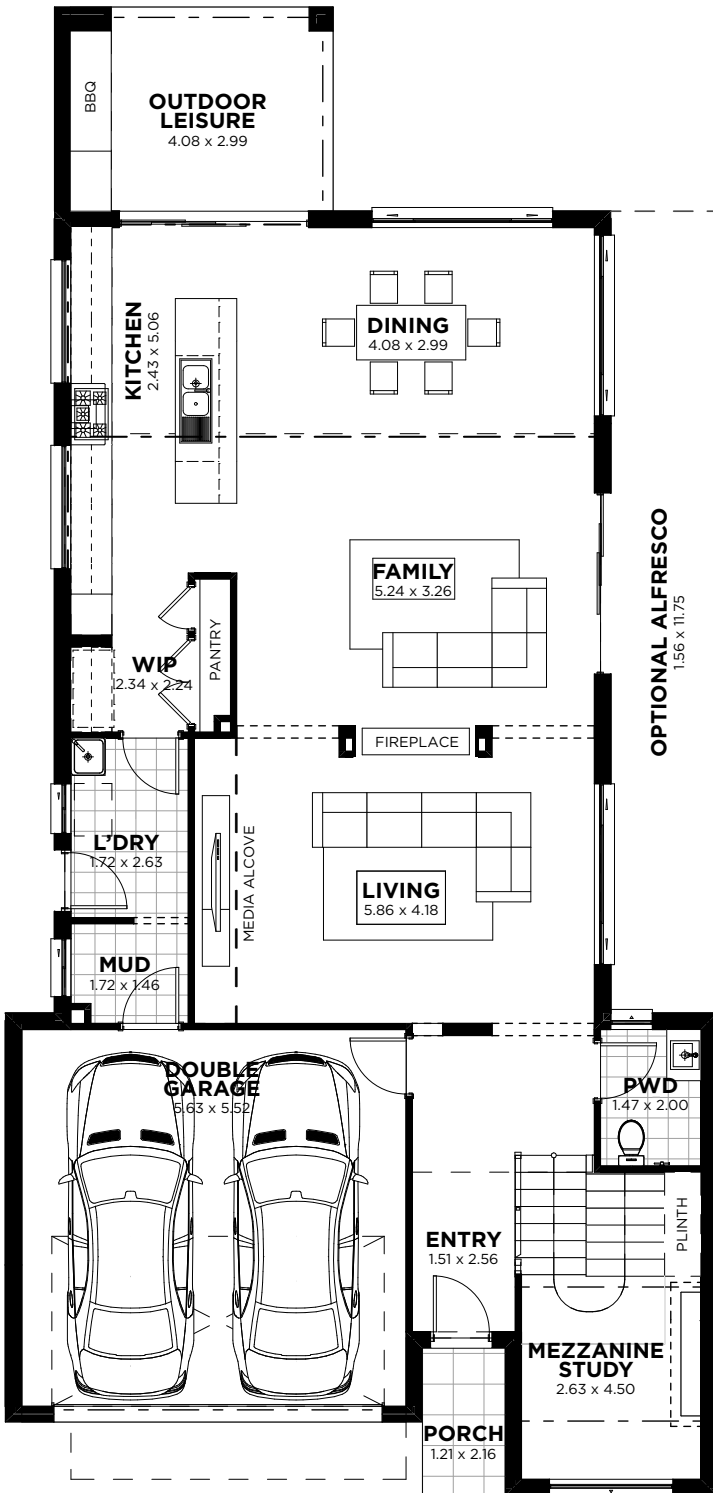 BBQ
OUTDOOR
LEISURE
4.08 x 2.99
KITCHEN
2.43 x 5.06
DINING
4.08 x 2.99
FAMILY
5.24 x 3.26
OPTIONAL ALFRESCO
1.56 x 11.75
WIP
2.34 x 2.24
PANTRY
FIREPLACE
L'DRY
1.72 x 2.63
MEDIA ALCOVE
LIVING
5.86 x 4.18
MUD
1.72 x 1.46
DOUBLE
GARAGE
5.63 x 5.52
PWD
1.47 x 2.00
ENTRY
1.51 x 2.56
PLINTH
MEZZANINE
STUDY
2.63 x 4.50
PORCH
1.21 x 2.16